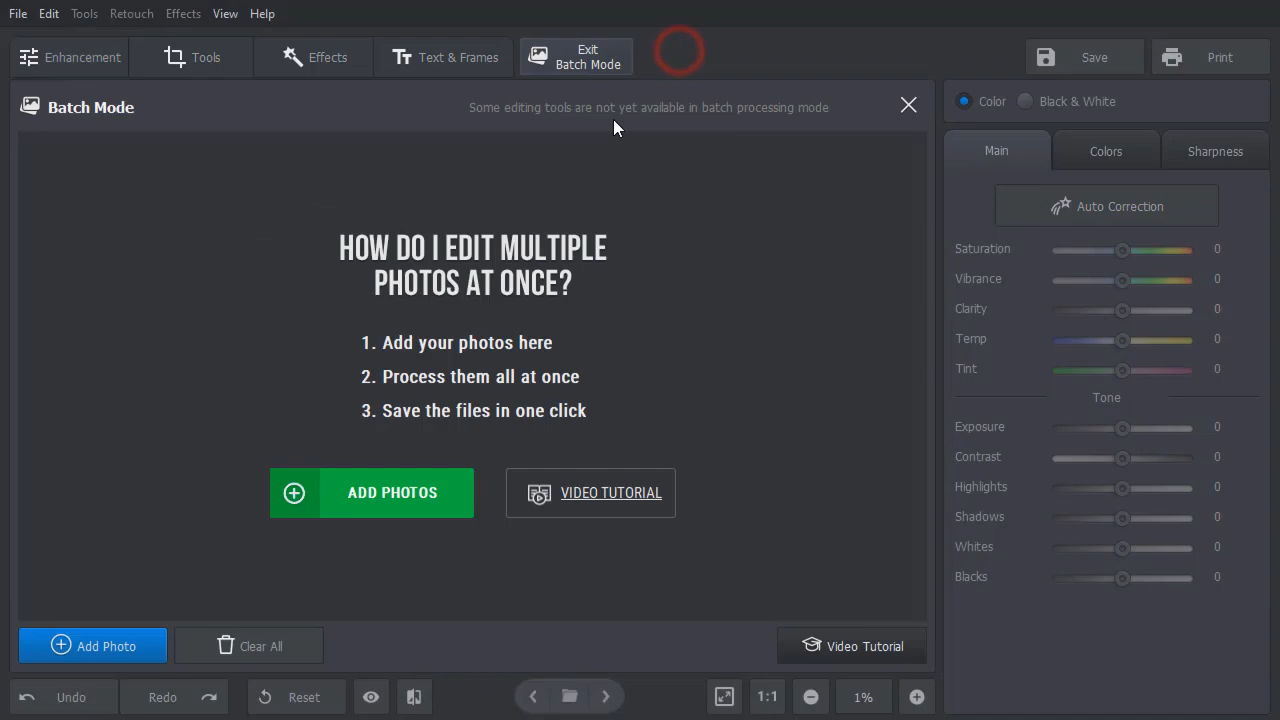 File Edit Tools Retouch Effects View Help
Enhancement Tools Effects Text & Frames Exit Batch Mode Save Print
Batch Mode
Some editing tools are not yet available in batch processing mode
Color Black & White
Main Colors Sharpness
Auto Correction
HOW DO I EDIT MULTIPLE
PHOTOS AT ONCE?
1. Add your photos here
2. Process them all at once
3. Save the files in one click
ADD PHOTOS VIDEO TUTORIAL
Saturation 0
Vibrance 0
Clarity 0
Temp 0
Tint 0
Tone
Exposure 0
Contrast 0
Highlights 0
Shadows 0
Whites 0
Blacks 0
Add Photo Clear All Video Tutorial
Undo Redo Reset 1:1 1%